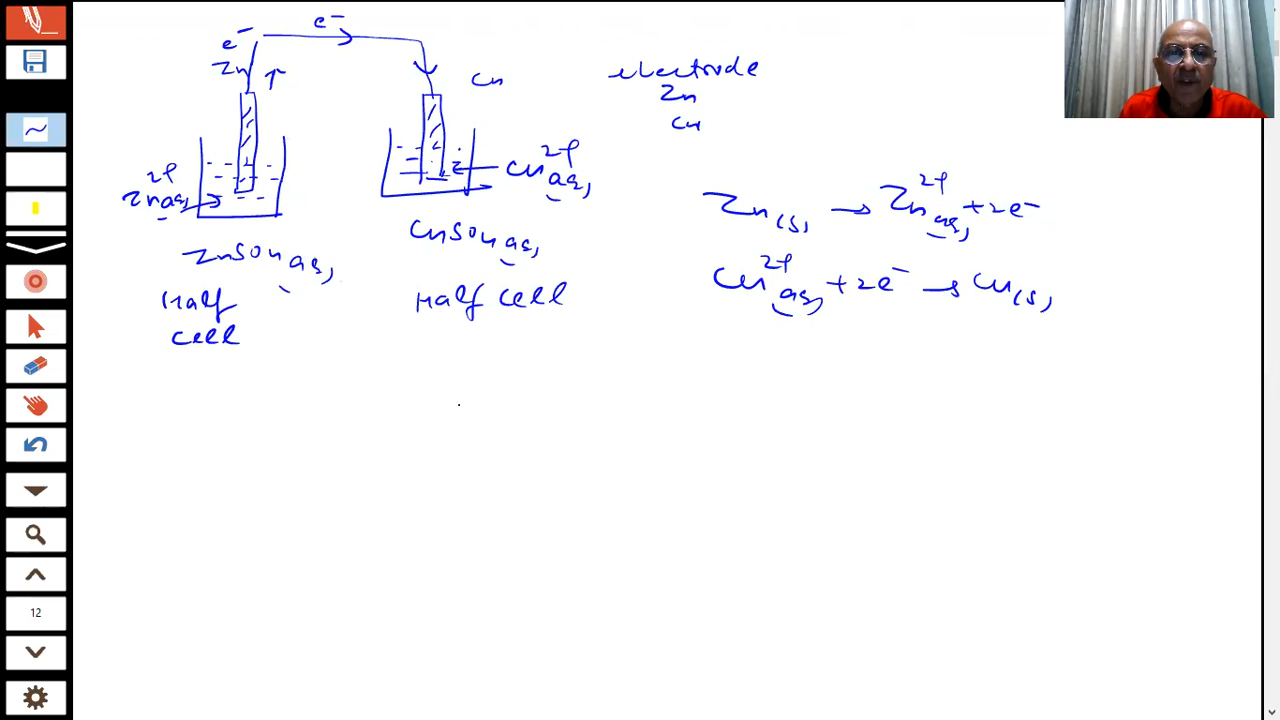 e⁻
e⁻
Zn
↑
Cu
Zn²⁺(aq)
Cu²⁺(aq)
ZnSO₄(aq)
CuSO₄(aq)
Half
cell
Half cell
electrode
Zn
Cu
Zn(s) → Zn²⁺(aq) + 2e⁻
Cu²⁺(aq) + 2e⁻ → Cu(s)
12